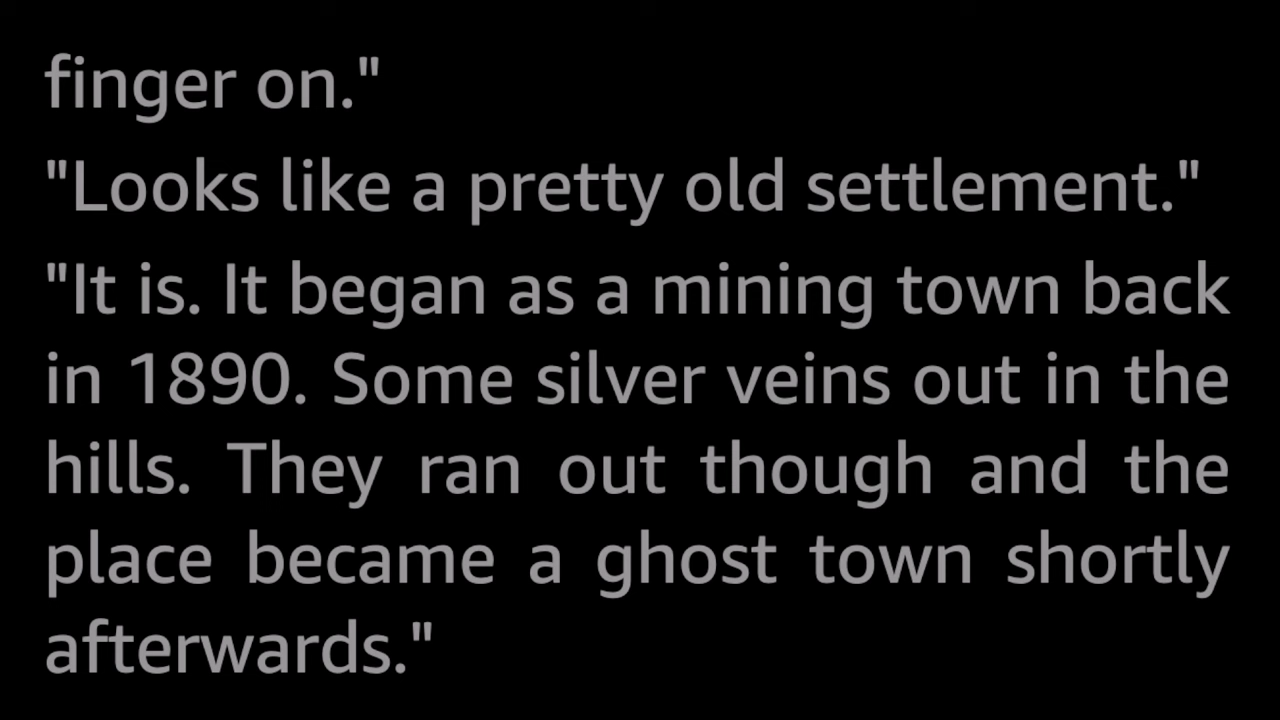 finger on."
"Looks like a pretty old settlement."
"It is. It began as a mining town back
in 1890. Some silver veins out in the
hills. They ran out though and the
place became a ghost town shortly
afterwards."